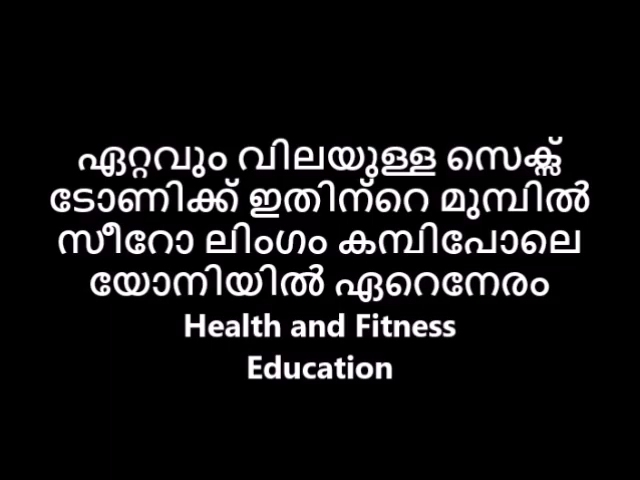 ഏറ്റവും വിലയുള്ള സെക്സ്
ടോണിക്ക് ഇതിന്റെ മുമ്പിൽ
സീറോ ലിംഗം കമ്പിപോലെ
യോനിയിൽ ഏറെനേരം
Health and Fitness
Education